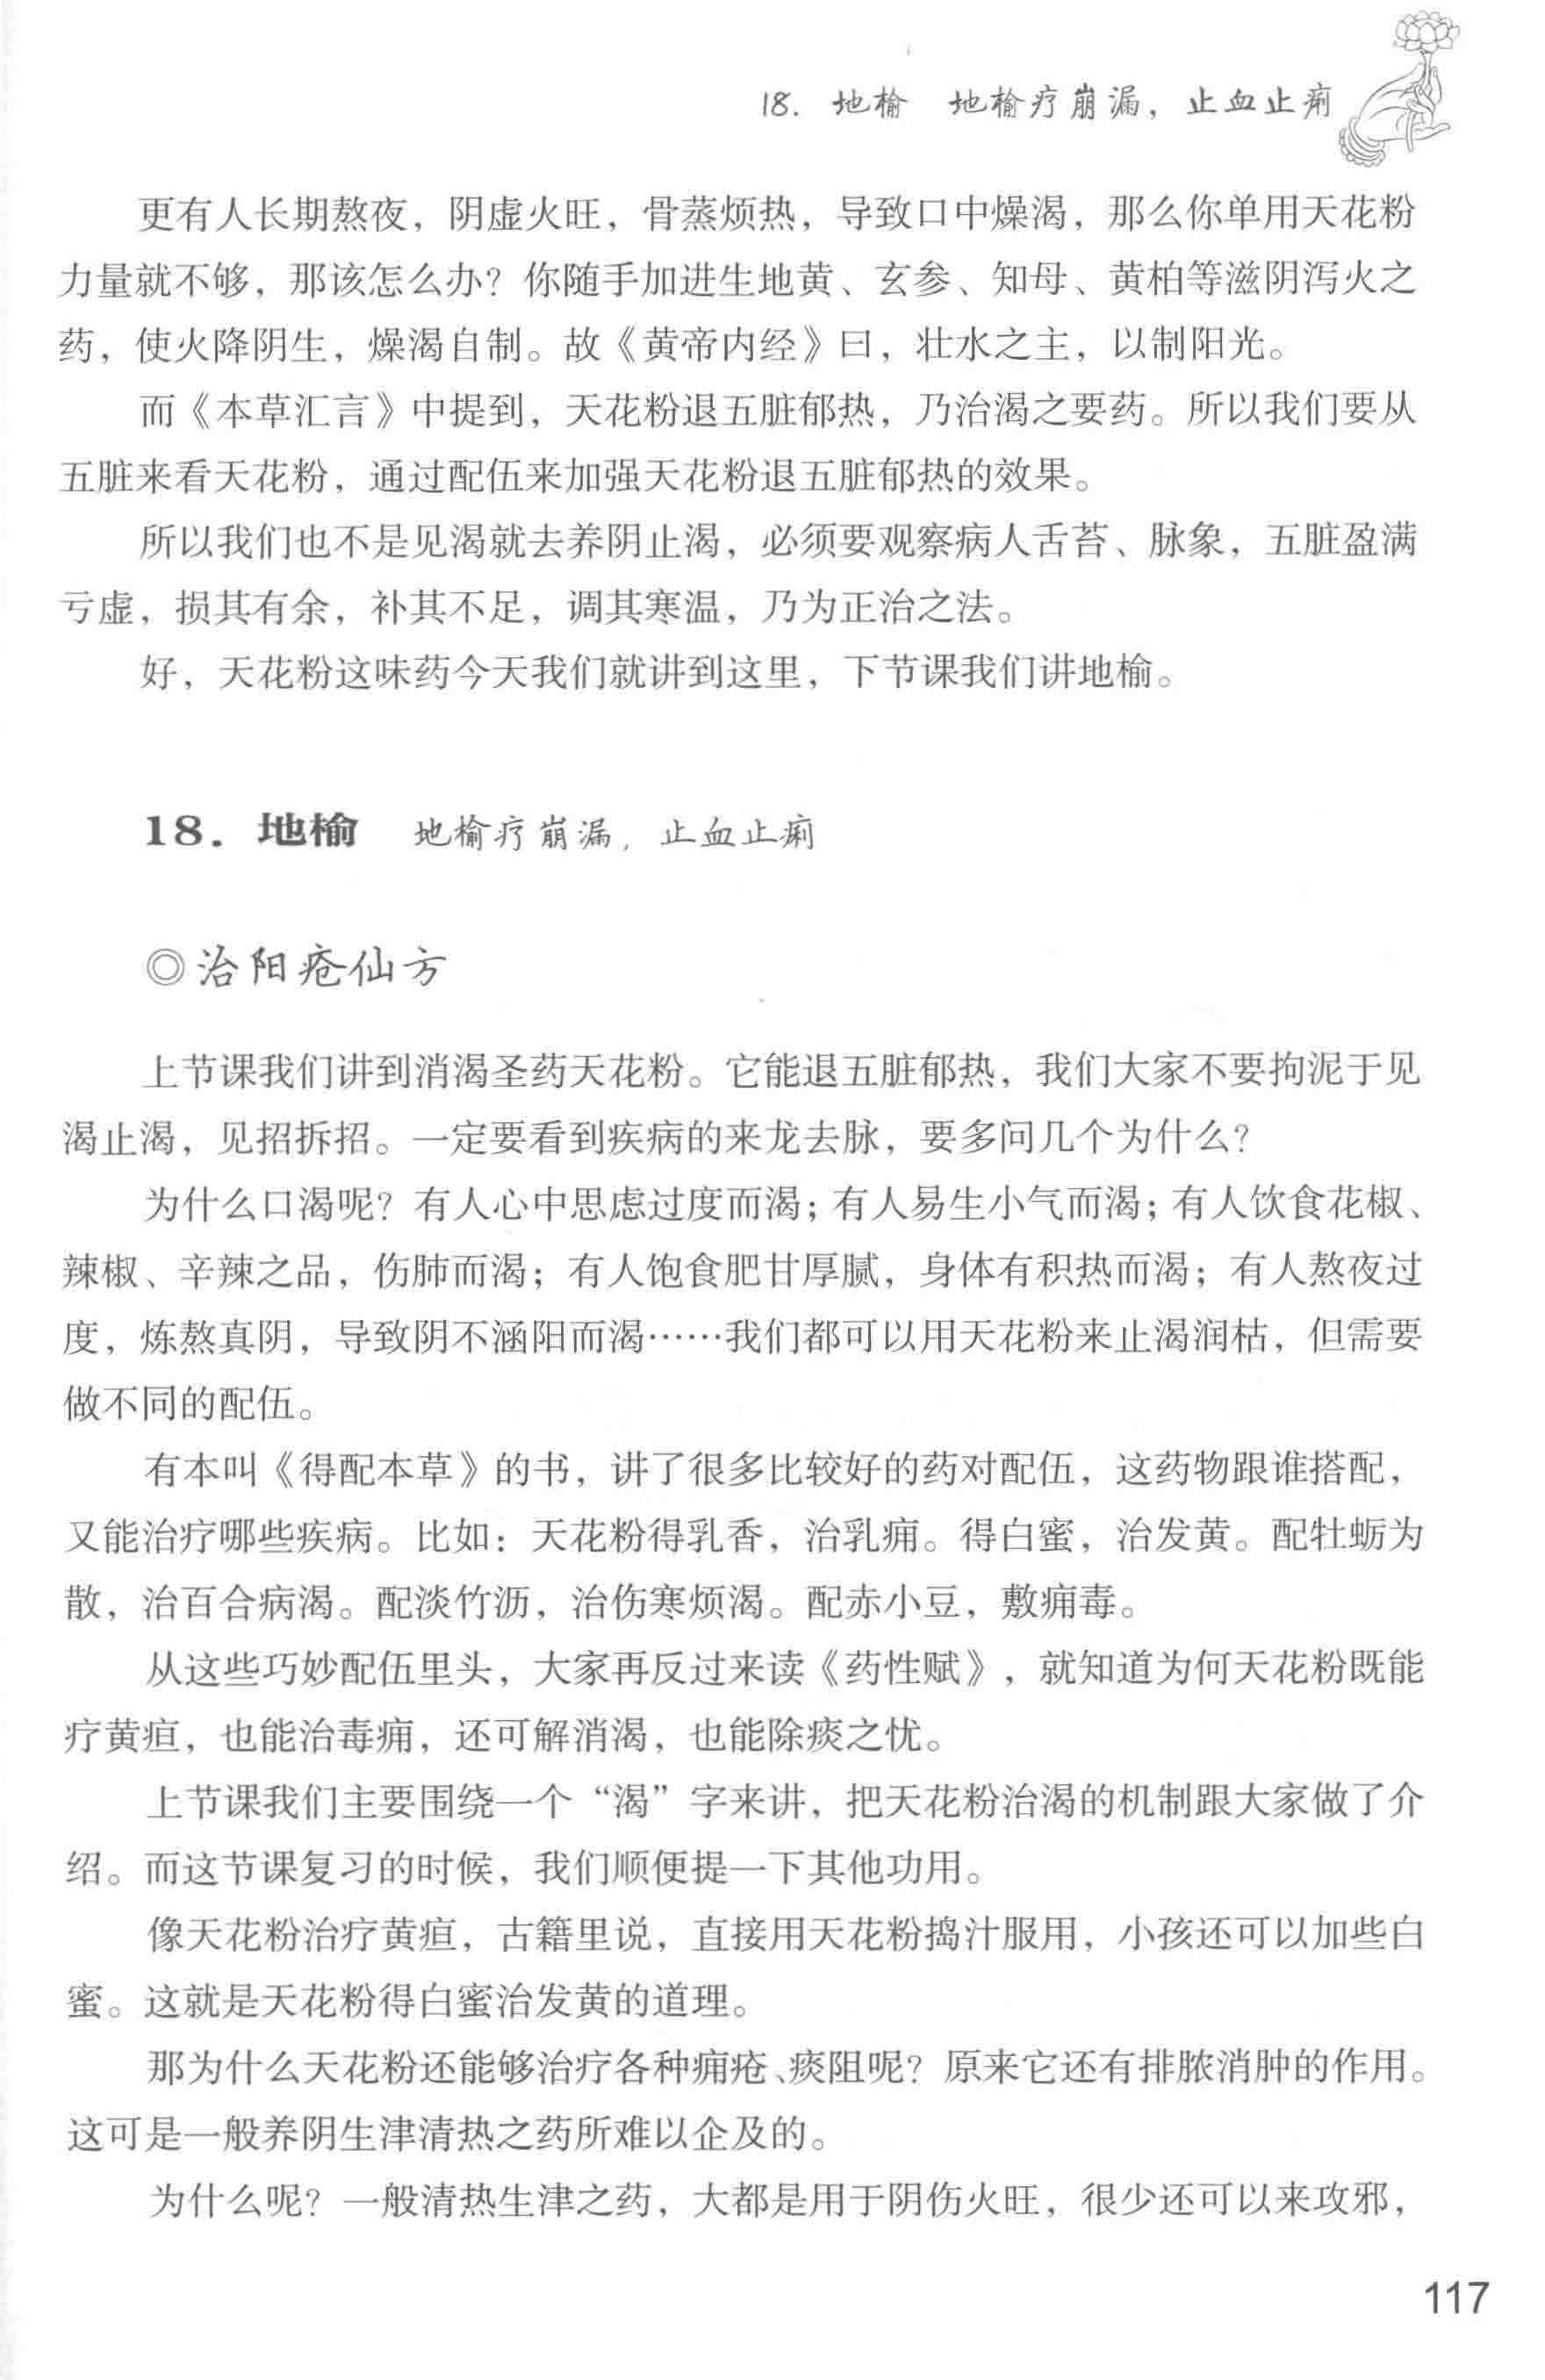 18. 地榆　地榆疗崩漏，止血止痢
更有人长期熬夜，阴虚火旺，骨蒸烦热，导致口中燥渴，那么你单用天花粉
力量就不够，那该怎么办？你随手加进生地黄、玄参、知母、黄柏等滋阴泻火之
药，使火降阴生，燥渴自制。故《黄帝内经》曰，壮水之主，以制阳光。
而《本草汇言》中提到，天花粉退五脏郁热，乃治渴之要药。所以我们要从
五脏来看天花粉，通过配伍来加强天花粉退五脏郁热的效果。
所以我们也不是见渴就去养阴止渴，必须要观察病人舌苔、脉象，五脏盈满
亏虚，损其有余，补其不足，调其寒温，乃为正治之法。
好，天花粉这味药今天我们就讲到这里，下节课我们讲地榆。
18. 地榆　地榆疗崩漏，止血止痢
◎治阳疮仙方
上节课我们讲到消渴圣药天花粉。它能退五脏郁热，我们大家不要拘泥于见
渴止渴，见招拆招。一定要看到疾病的来龙去脉，要多问几个为什么？
为什么口渴呢？有人心中思虑过度而渴；有人易生小气而渴；有人饮食花椒、
辣椒、辛辣之品，伤肺而渴；有人饱食肥甘厚腻，身体有积热而渴；有人熬夜过
度，炼熬真阴，导致阴不涵阳而渴……我们都可以用天花粉来止渴润枯，但需要
做不同的配伍。
有本叫《得配本草》的书，讲了很多比较好的药对配伍，这药物跟谁搭配，
又能治疗哪些疾病。比如：天花粉得乳香，治乳痈。得白蜜，治发黄。配牡蛎为
散，治百合病渴。配淡竹沥，治伤寒烦渴。配赤小豆，敷痈毒。
从这些巧妙配伍里头，大家再反过来读《药性赋》，就知道为何天花粉既能
疗黄疸，也能治毒痈，还可解消渴，也能除痰之忧。
上节课我们主要围绕一个“渴”字来讲，把天花粉治渴的机制跟大家做了介
绍。而这节课复习的时候，我们顺便提一下其他功用。
像天花粉治疗黄疸，古籍里说，直接用天花粉捣汁服用，小孩还可以加些白
蜜。这就是天花粉得白蜜治发黄的道理。
那为什么天花粉还能够治疗各种痈疮、痰阻呢？原来它还有排脓消肿的作用。
这可是一般养阴生津清热之药所难以企及的。
为什么呢？一般清热生津之药，大都是用于阴伤火旺，很少还可以来攻邪，
117